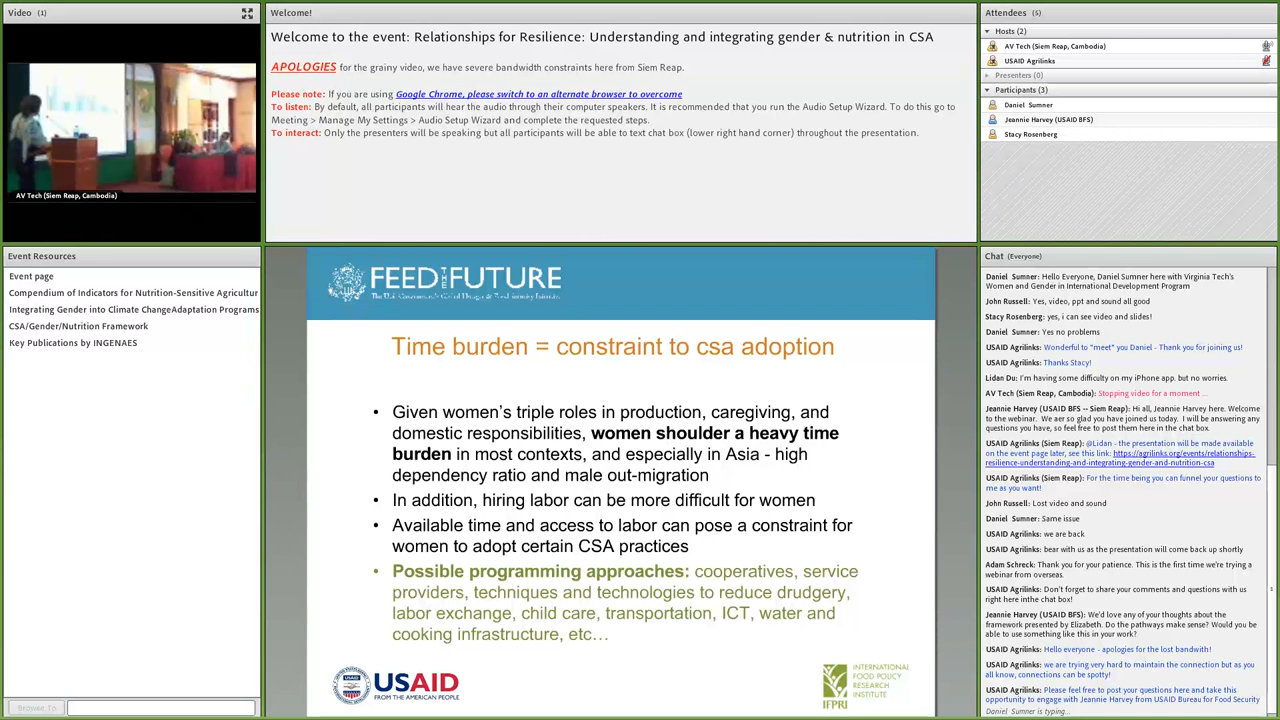 Video (1)
AV Tech (Siem Reap, Cambodia)
Welcome!
Welcome to the event: Relationships for Resilience: Understanding and integrating gender & nutrition in CSA
APOLOGIES for the grainy video, we have severe bandwidth constraints here from Siem Reap.
Please note: If you are using Google Chrome, please switch to an alternate browser to overcome
To listen: By default, all participants will hear the audio through their computer speakers. It is recommended that you run the Audio Setup Wizard. To do this go to
Meeting > Manage My Settings > Audio Setup Wizard and complete the requested steps.
To interact: Only the presenters will be speaking but all participants will be able to text chat box (lower right hand corner) throughout the presentation.
Attendees (5)
Hosts (2)
AV Tech (Siem Reap, Cambodia)
USAID Agrilinks
Presenters (0)
Participants (3)
Daniel Sumner
Jeannie Harvey (USAID BFS)
Stacy Rosenberg
Event Resources
Event page
Compendium of Indicators for Nutrition-Sensitive Agricultur
Integrating Gender into Climate ChangeAdaptation Programs
CSA/Gender/Nutrition Framework
Key Publications by INGENAES
Browse To
FEED THE FUTURE
The U.S. Government's Global Hunger & Food Security Initiative
Time burden = constraint to csa adoption
• Given women's triple roles in production, caregiving, and
domestic responsibilities, women shoulder a heavy time
burden in most contexts, and especially in Asia - high
dependency ratio and male out-migration
• In addition, hiring labor can be more difficult for women
• Available time and access to labor can pose a constraint for
women to adopt certain CSA practices
• Possible programming approaches: cooperatives, service
providers, techniques and technologies to reduce drudgery,
labor exchange, child care, transportation, ICT, water and
cooking infrastructure, etc…
USAID
FROM THE AMERICAN PEOPLE
IFPRI
INTERNATIONAL
FOOD POLICY
RESEARCH
INSTITUTE
Chat (Everyone)
Daniel Sumner: Hello Everyone, Daniel Sumner here with Virginia Tech's
Women and Gender in International Development Program
John Russell: Yes, video, ppt and sound all good
Stacy Rosenberg: yes, i can see video and slides!
Daniel Sumner: Yes no problems
USAID Agrilinks: Wonderful to "meet" you Daniel - Thank you for joining us!
USAID Agrilinks: Thanks Stacy!
Lidan Du: I'm having some difficulty on my iPhone app. but no worries.
AV Tech (Siem Reap, Cambodia): Stopping video for a moment ...
Jeannie Harvey (USAID BFS -- Siem Reap): Hi all, Jeannie Harvey here. Welcome
to the webinar. We aer so glad you have joined us today. I will be answering any
questions you have, so feel free to post them here in the chat box.
USAID Agrilinks (Siem Reap): @Lidan - the presentation will be made available
on the event page later, see this link: https://agrilinks.org/events/relationships-
resilience-understanding-and-integrating-gender-and-nutrition-csa
USAID Agrilinks (Siem Reap): For the time being you can funnel your questions to
me as you want!
John Russell: Lost video and sound
Daniel Sumner: Same issue
USAID Agrilinks: we are back
USAID Agrilinks: bear with us as the presentation will come back up shortly
Adam Schreck: Thank you for your patience. This is the first time we're trying a
webinar from overseas.
USAID Agrilinks: Don't forget to share your comments and questions with us
right here inthe chat box!
Jeannie Harvey (USAID BFS): We'd love any of your thoughts about the
framework presented by Elizabeth. Do the pathways make sense? Would you be
able to use something like this in your work?
USAID Agrilinks: Hello everyone - apologies for the lost bandwith!
USAID Agrilinks: we are trying very hard to maintain the connection but as you
all know, connections can be spotty!
USAID Agrilinks: Please feel free to post your questions here and take this
opportunity to engage with Jeannie Harvey from USAID Bureau for Food Security
Daniel Sumner is typing...